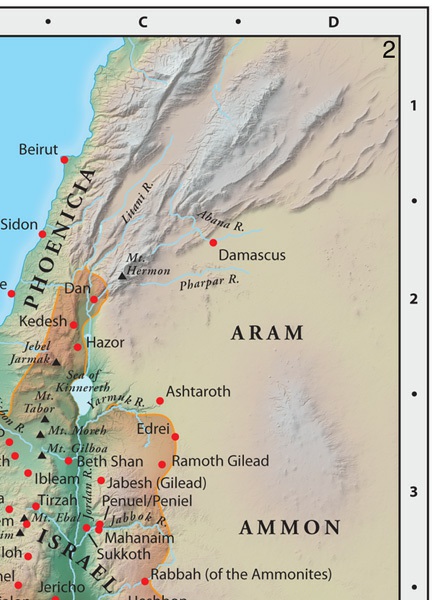 C
D
2
1
Beirut
PHOENICIA
Litani R.
Sidon
Abana R.
Damascus
Mt.
Hermon
Pharpar R.
Dan
2
Kedesh
ARAM
Hazor
Jebel
Jarmak
Sea of
Kinnereth
Ashtaroth
Yarmuk R.
Mt.
Tabor
Edrei
Mt. Moreh
Mt. Gilboa
Beth Shan
Ramoth Gilead
Ibleam
Jabesh (Gilead)
Jordan R.
3
Tirzah
Penuel/Peniel
Mt. Ebal
Jabbok R.
AMMON
Mahanaim
ISRAEL
Sukkoth
Rabbah (of the Ammonites)
Jericho
Heshbon